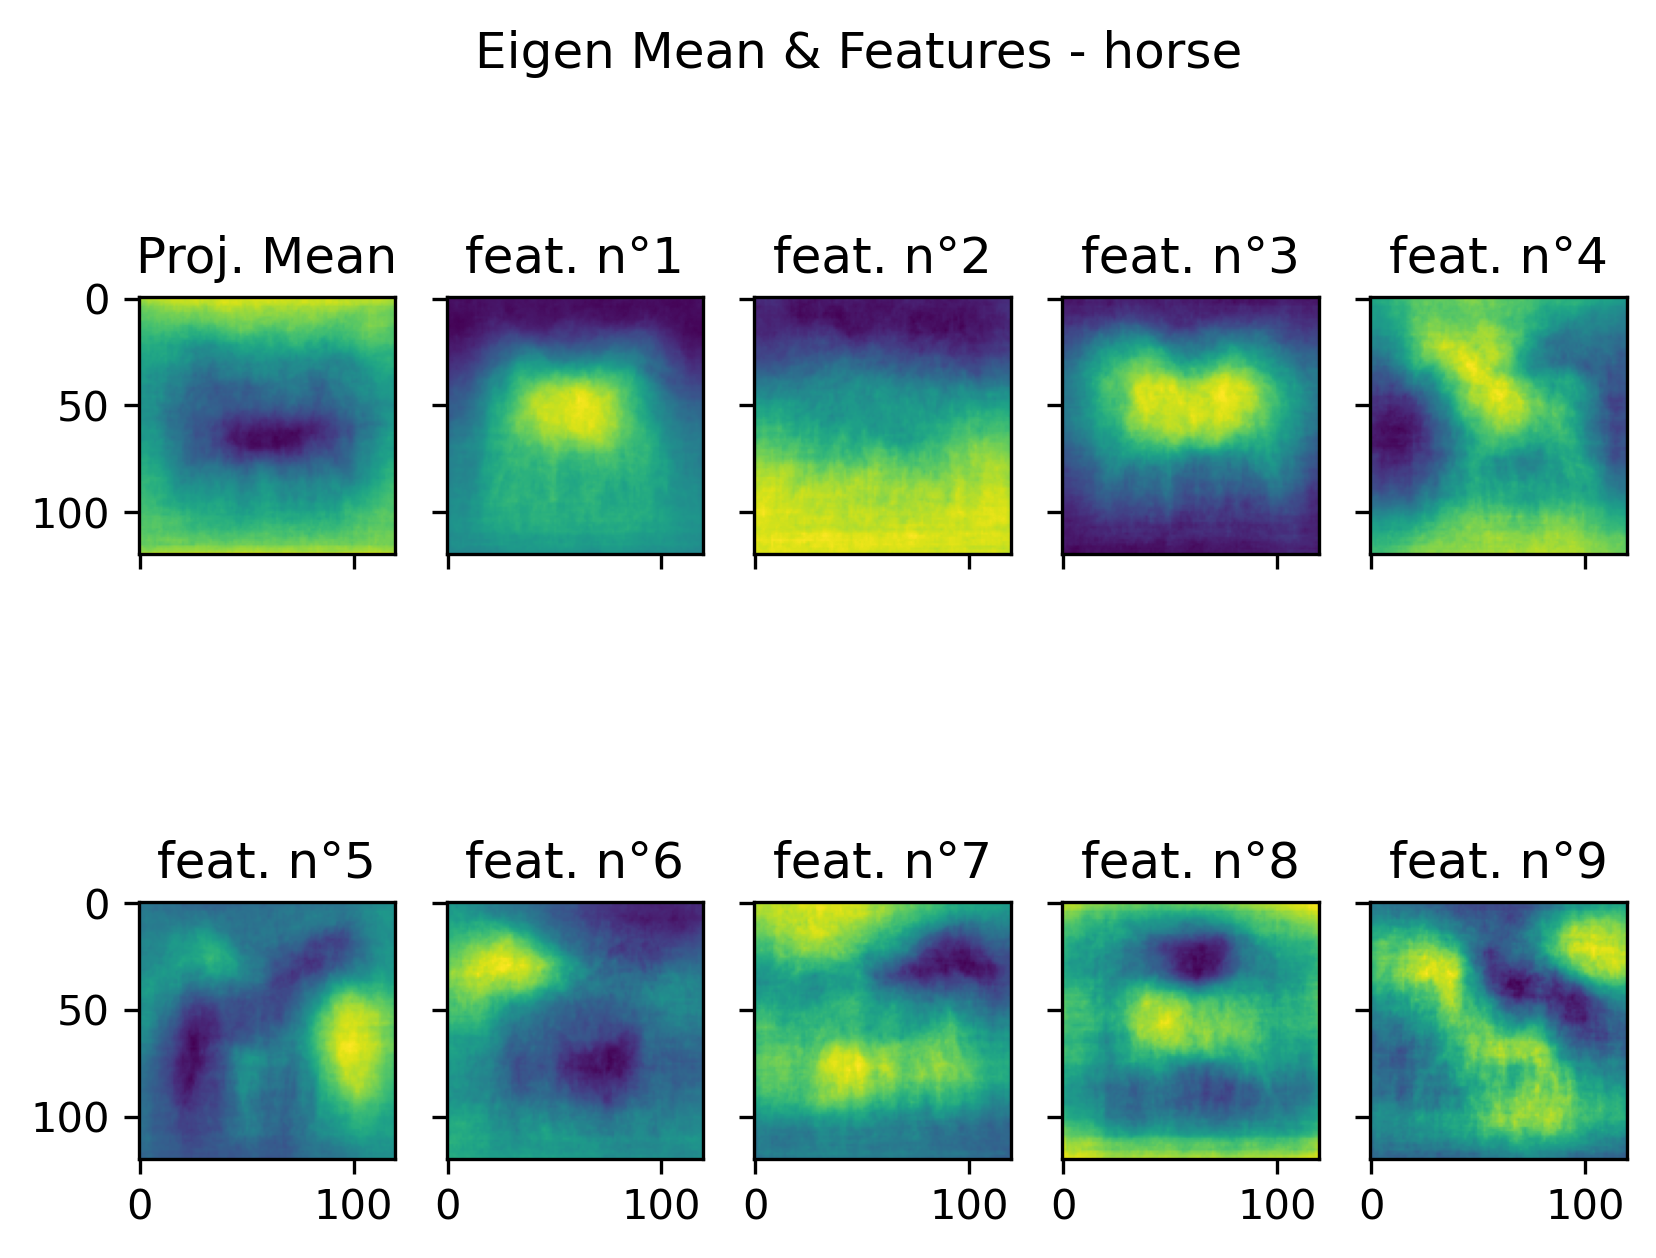 Eigen Mean & Features - horse
Proj. Mean feat. n°1 feat. n°2 feat. n°3 feat. n°4
0
50
100
feat. n°5 feat. n°6 feat. n°7 feat. n°8 feat. n°9
0
50
100
0 100 0 100 0 100 0 100 0 100